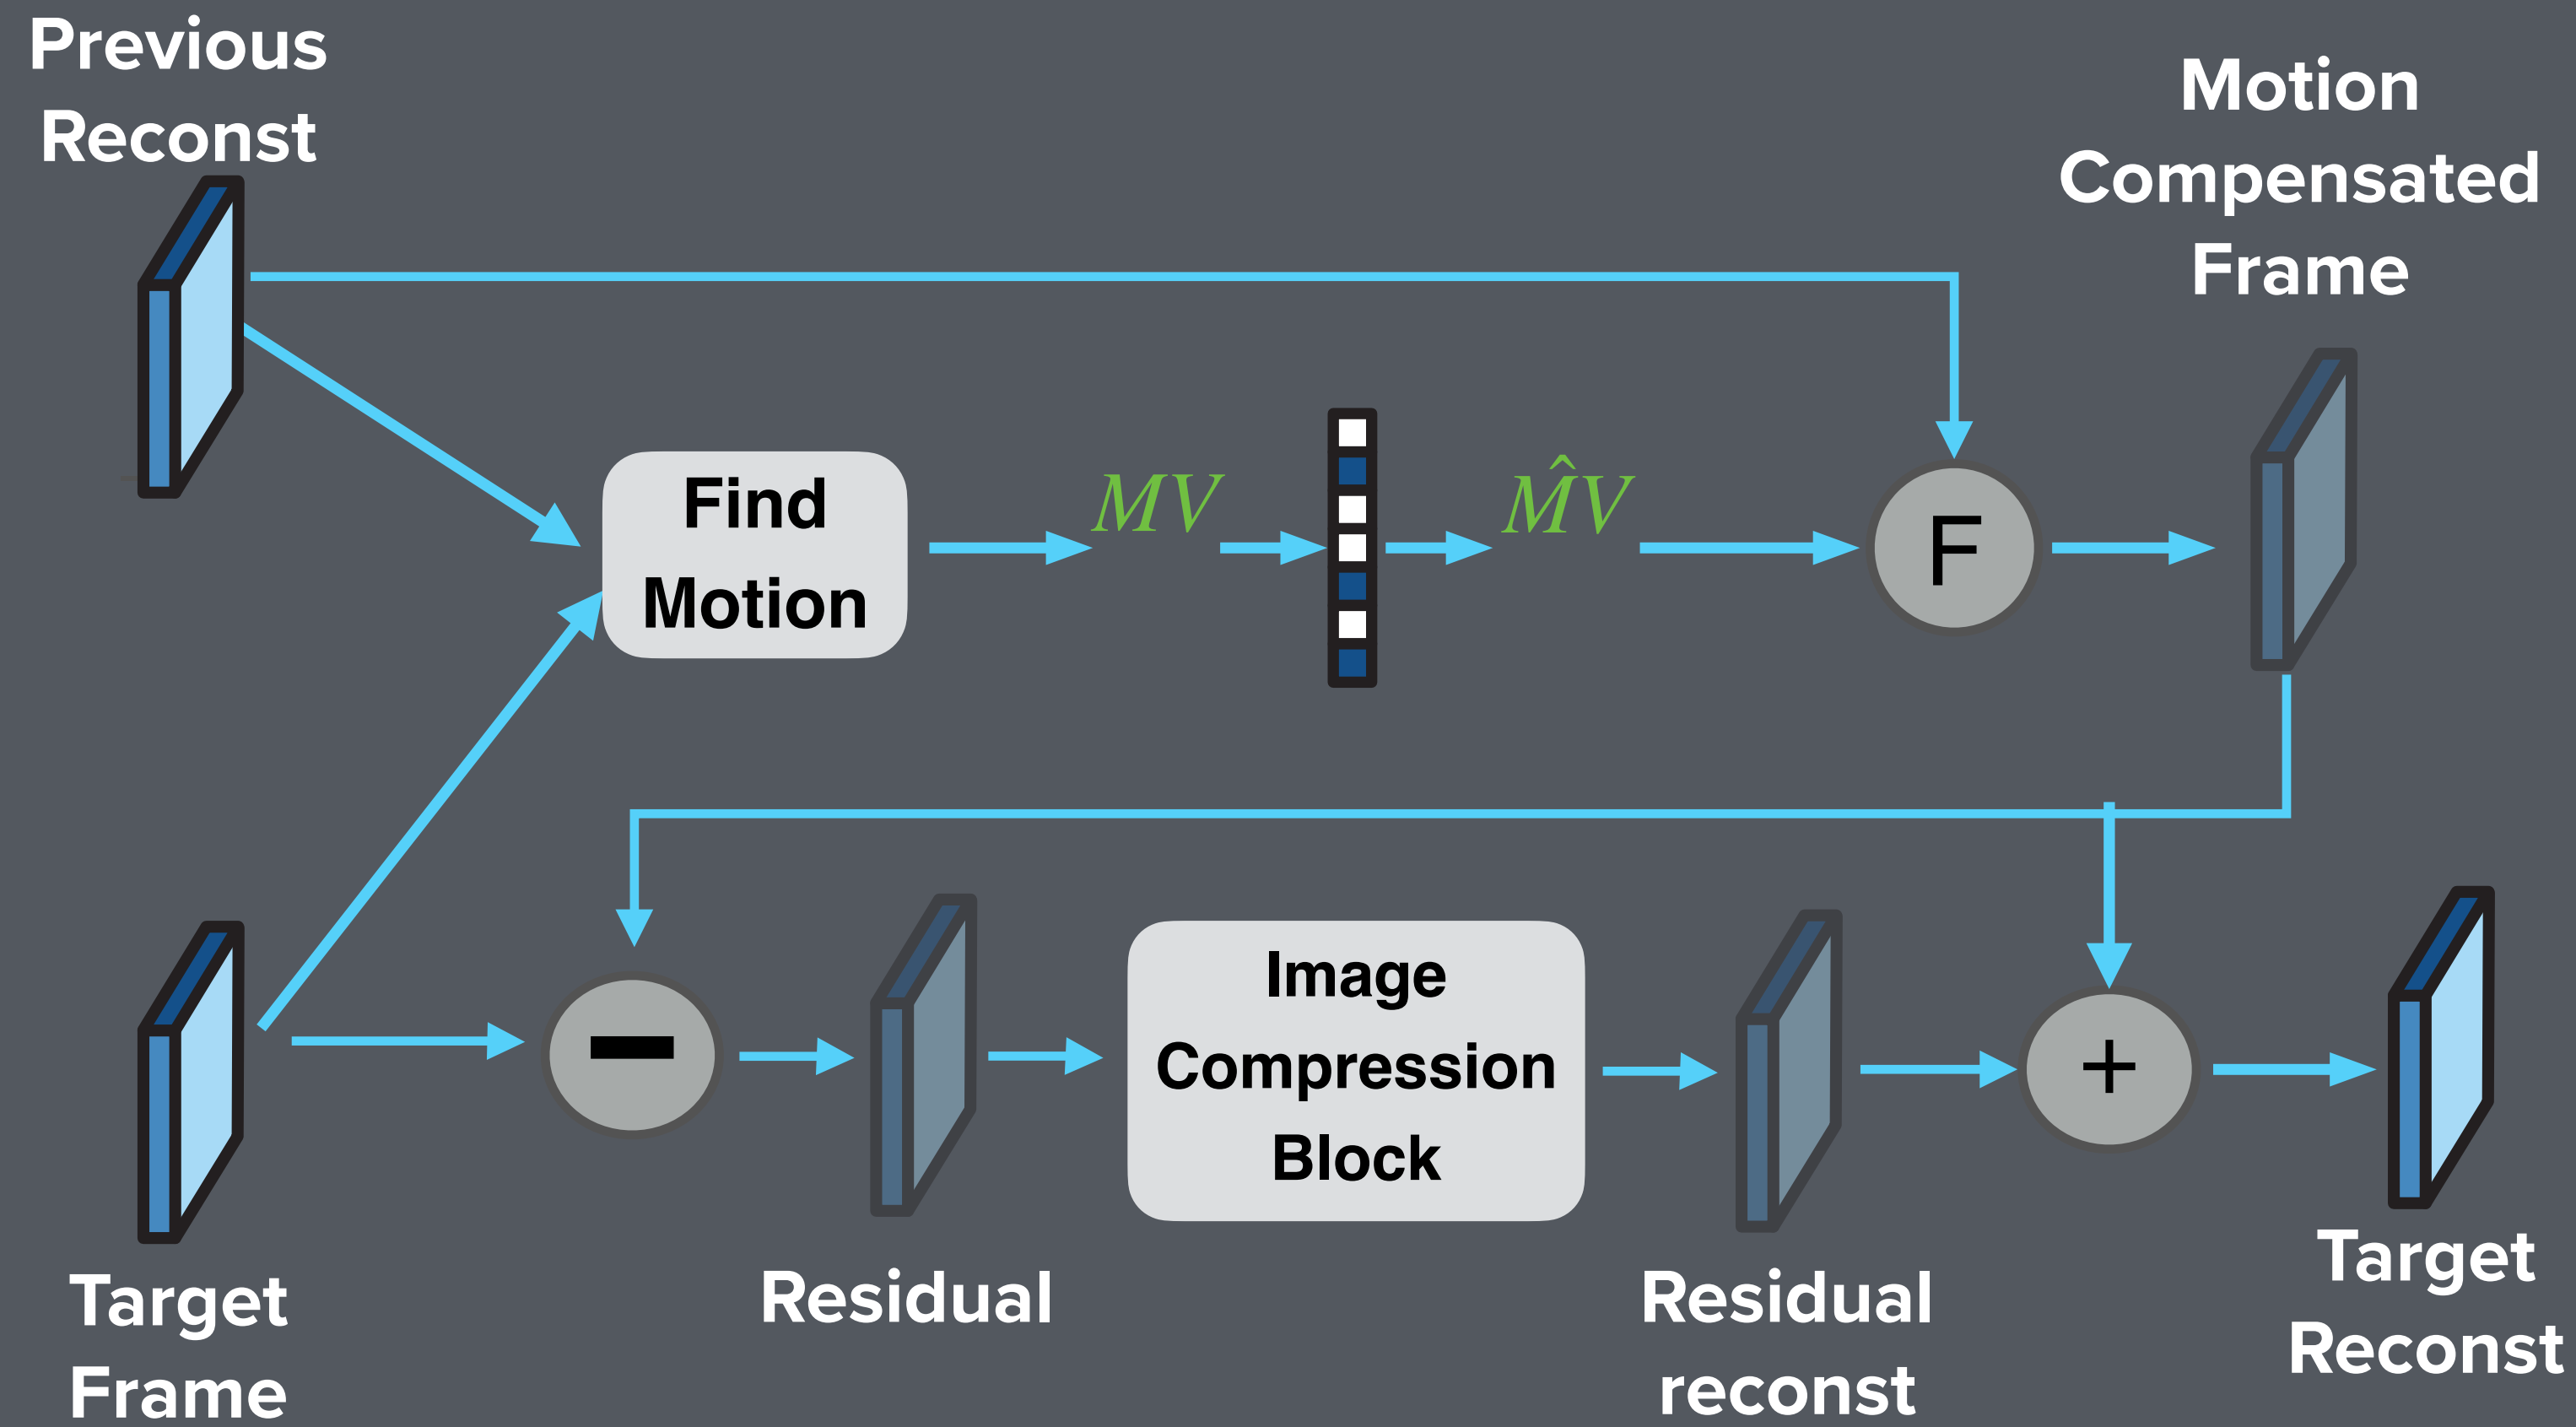 Previous
Reconst
Motion
Compensated
Frame
Find
Motion
MV
M̂V
F
−
Image
Compression
Block
+
Target
Frame
Residual
Residual
reconst
Target
Reconst